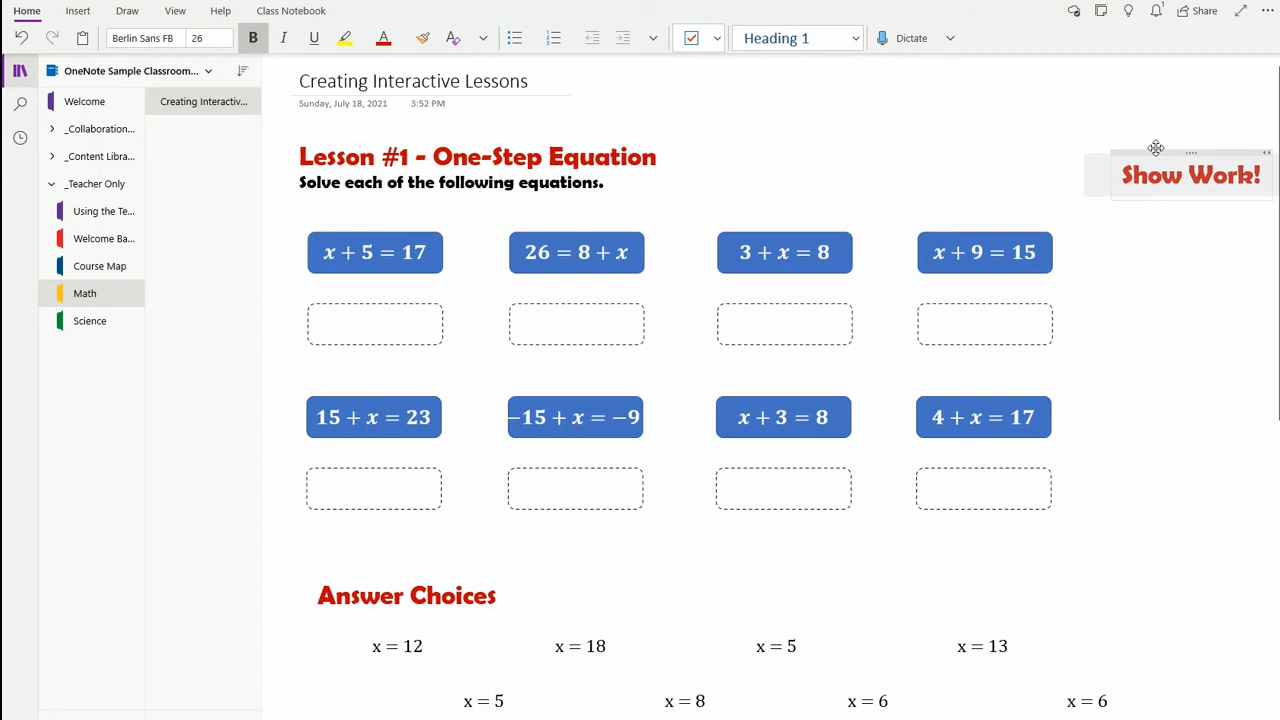 Home Insert Draw View Help Class Notebook Share
Berlin Sans FB 26 B I U A Heading 1 Dictate
OneNote Sample Classroom...
Welcome
_Collaboration...
_Content Libra...
_Teacher Only
Using the Te...
Welcome Ba...
Course Map
Math
Science
Creating Interactiv...
Creating Interactive Lessons
Sunday, July 18, 2021 3:52 PM
Lesson #1 - One-Step Equation
Solve each of the following equations.
Show Work!
x + 5 = 17 26 = 8 + x 3 + x = 8 x + 9 = 15
15 + x = 23 −15 + x = −9 x + 3 = 8 4 + x = 17
Answer Choices
x = 12 x = 18 x = 5 x = 13
x = 5 x = 8 x = 6 x = 6